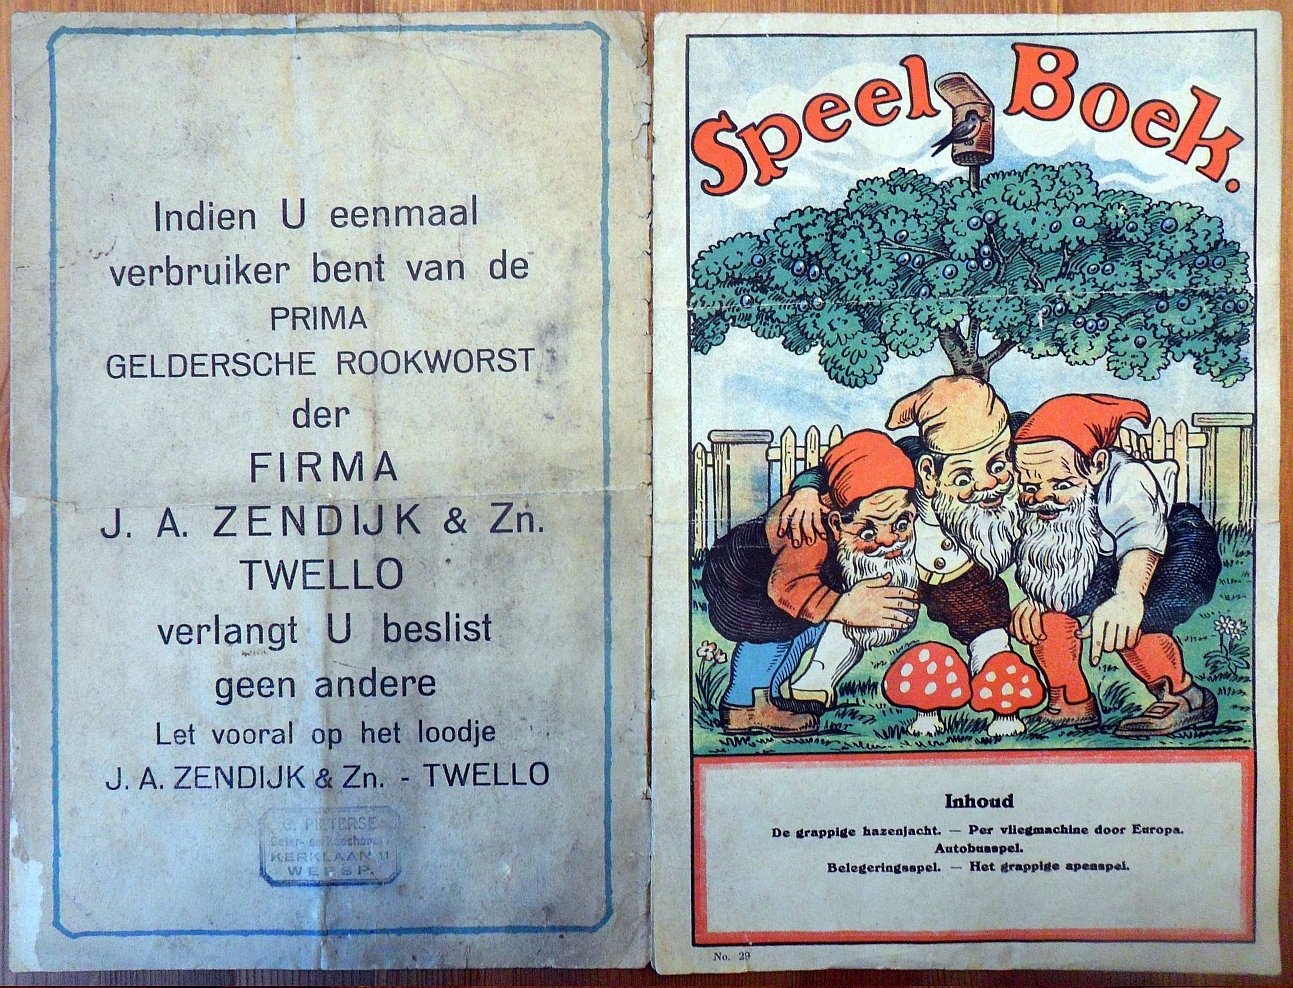 Indien U eenmaal
verbruiker bent van de
PRIMA
GELDERSCHE ROOKWORST
der
FIRMA
J. A. ZENDIJK & Zn.
TWELLO
verlangt U beslist
geen andere
Let vooral op het loodje
J. A. ZENDIJK & Zn. - TWELLO
PIETERSE
KERKLAAN 11
WEESP.
Speel Boek.
Inhoud
De grappige hazenjacht. — Per vliegmachine door Europa.
Autobusspel.
Belegeringsspel. — Het grappige apenspel.
No. 29